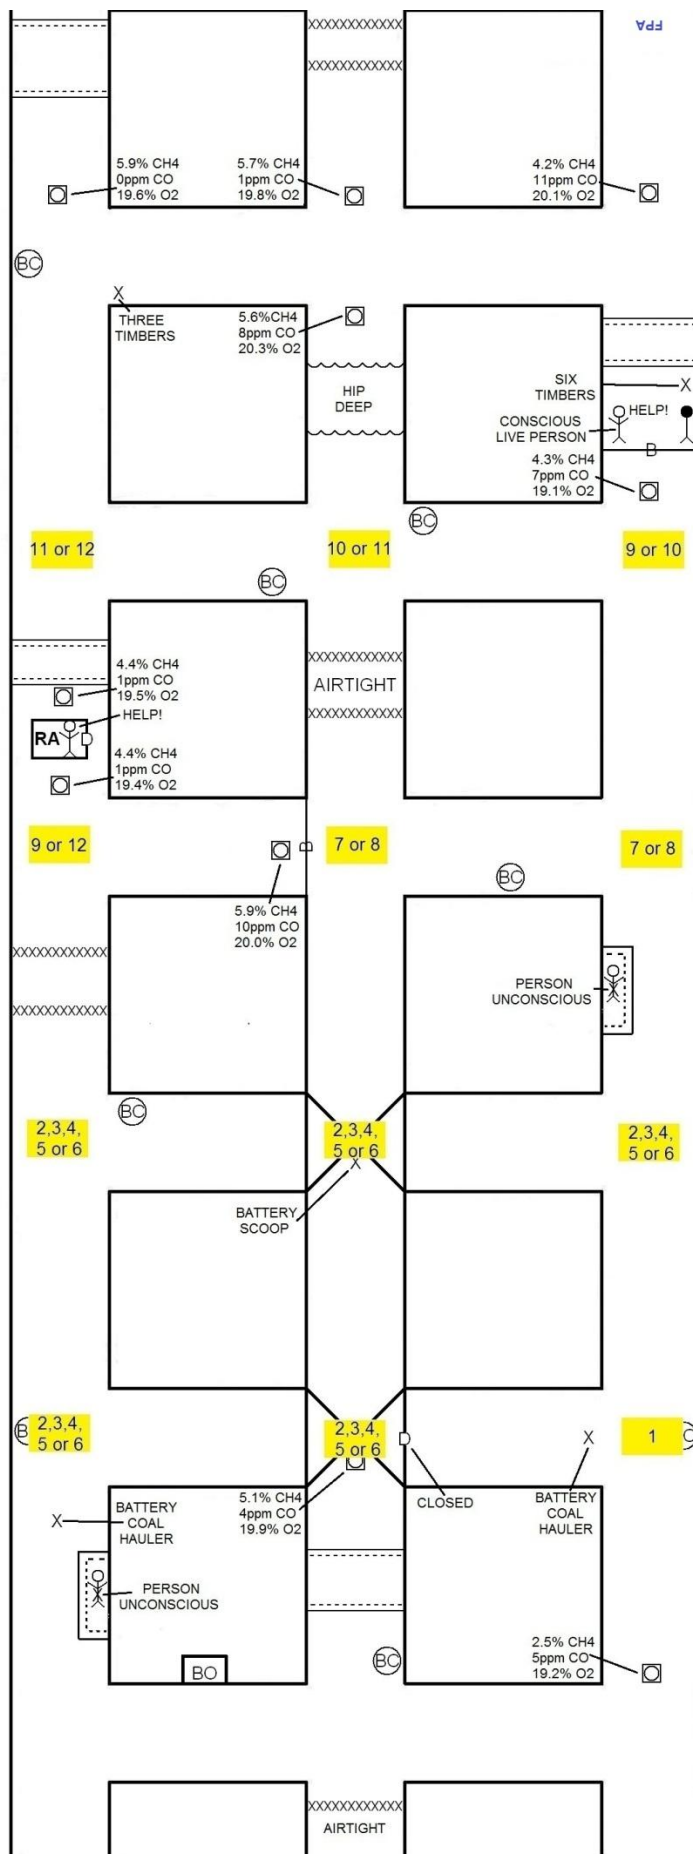 FPA
5.9% CH4
0ppm CO
19.6% O2
5.7% CH4
1ppm CO
19.8% O2
4.2% CH4
11ppm CO
20.1% O2
XXXXXXXXXXXX
XXXXXXXXXXXX
BC
X
THREE
TIMBERS
5.6%CH4
8ppm CO
20.3% O2
HIP
DEEP
SIX
TIMBERS
X
HELP!
CONSCIOUS
LIVE PERSON
D
4.3% CH4
7ppm CO
19.1% O2
BC
11 or 12
10 or 11
9 or 10
BC
XXXXXXXXXXXX
AIRTIGHT
XXXXXXXXXXXX
4.4% CH4
1ppm CO
19.5% O2
HELP!
RA
D
4.4% CH4
1ppm CO
19.4% O2
9 or 12
D
7 or 8
7 or 8
BC
5.9% CH4
10ppm CO
20.0% O2
XXXXXXXXXXXX
XXXXXXXXXXXX
PERSON
UNCONSCIOUS
BC
2,3,4,
5 or 6
2,3,4,
5 or 6
2,3,4,
5 or 6
X
BATTERY
SCOOP
2,3,4,
5 or 6
2,3,4,
5 or 6
D
X
1
X
BATTERY
COAL
HAULER
5.1% CH4
4ppm CO
19.9% O2
CLOSED
BATTERY
COAL
HAULER
PERSON
UNCONSCIOUS
BO
BC
2.5% CH4
5ppm CO
19.2% O2
XXXXXXXXXXXX
AIRTIGHT